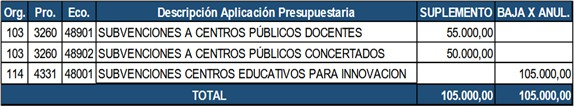 Org. Pro. Eco. Descripción Aplicación Presupuestaria SUPLEMENTO BAJA X ANUL.
103 3260 48901 SUBVENCIONES A CENTROS PÚBLICOS DOCENTES 55.000,00
103 3260 48902 SUBVENCIONES A CENTROS PÚBLICOS CONCERTADOS 50.000,00
114 4331 48001 SUBVENCIONES CENTROS EDUCATIVOS PARA INNOVACION 105.000,00
TOTAL 105.000,00 105.000,00